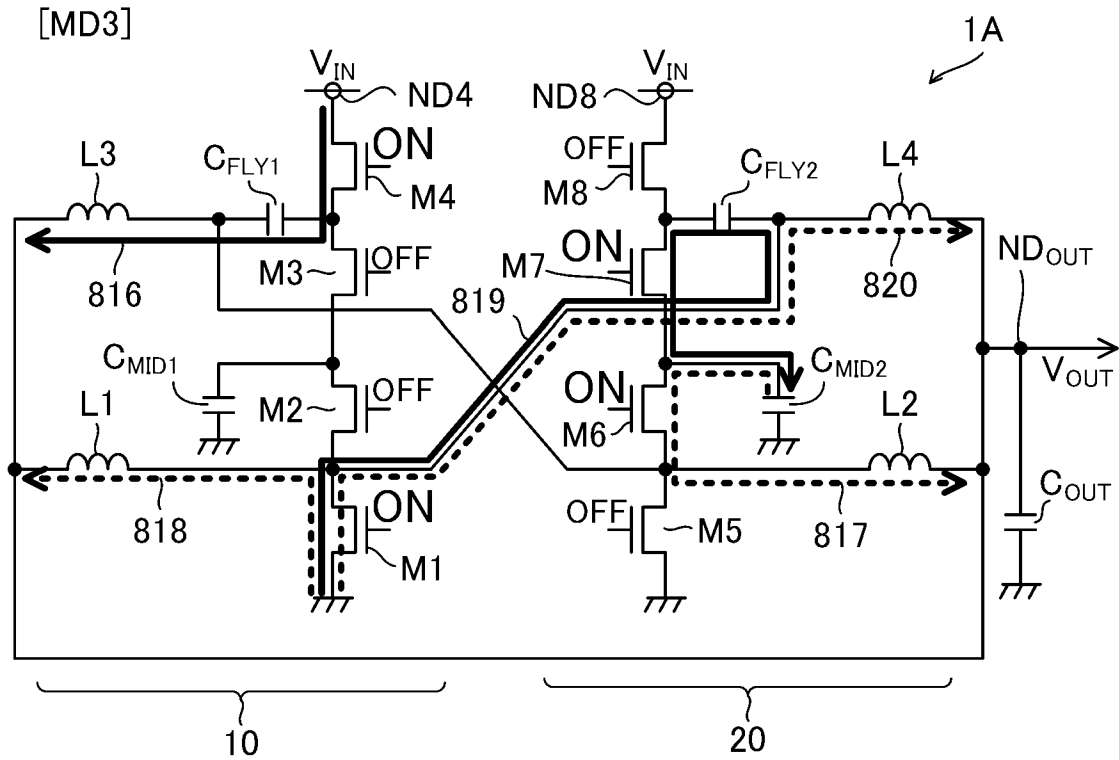 [MD3]
1A
V_IN
V_IN
ND4
ND8
L3
C_FLY1
ON
M4
OFF
M8
C_FLY2
L4
816
M3
OFF
ON
M7
819
820
ND_OUT
C_MID1
L1
M2
OFF
ON
M6
C_MID2
L2
V_OUT
818
ON
M1
OFF
M5
817
C_OUT
10
20